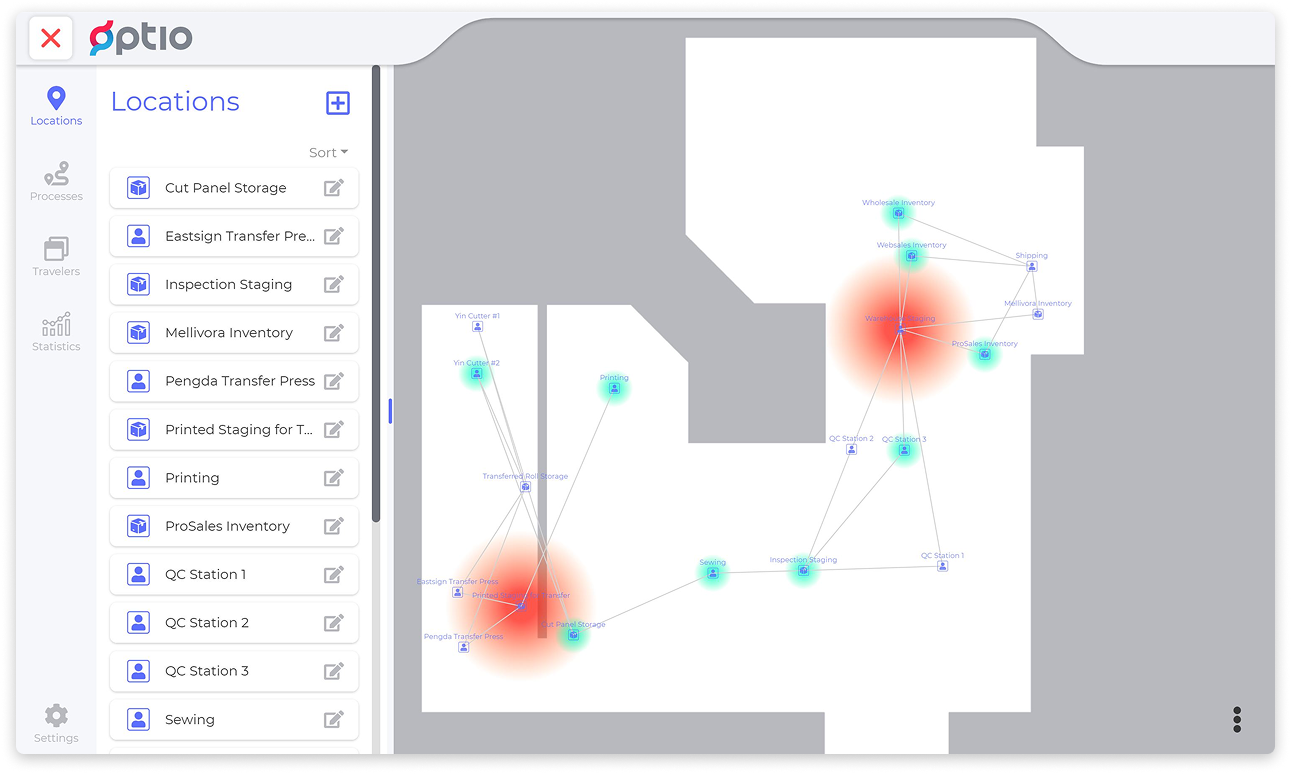 optio
Locations
Locations
Sort
Processes
Travelers
Statistics
Settings
Cut Panel Storage
Eastsign Transfer Pre...
Inspection Staging
Mellivora Inventory
Pengda Transfer Press
Printed Staging for T...
Printing
ProSales Inventory
QC Station 1
QC Station 2
QC Station 3
Sewing
Wholesale Inventory
Websales Inventory
Shipping
Mellivora Inventory
Warehouse Staging
ProSales Inventory
Yin Cutter #1
Yin Cutter #2
Printing
QC Station 2
QC Station 3
Transferred Roll Storage
QC Station 1
Inspection Staging
Sewing
Eastsign Transfer Press
Printed Staging for Transfer
Cut Panel Storage
Pengda Transfer Press